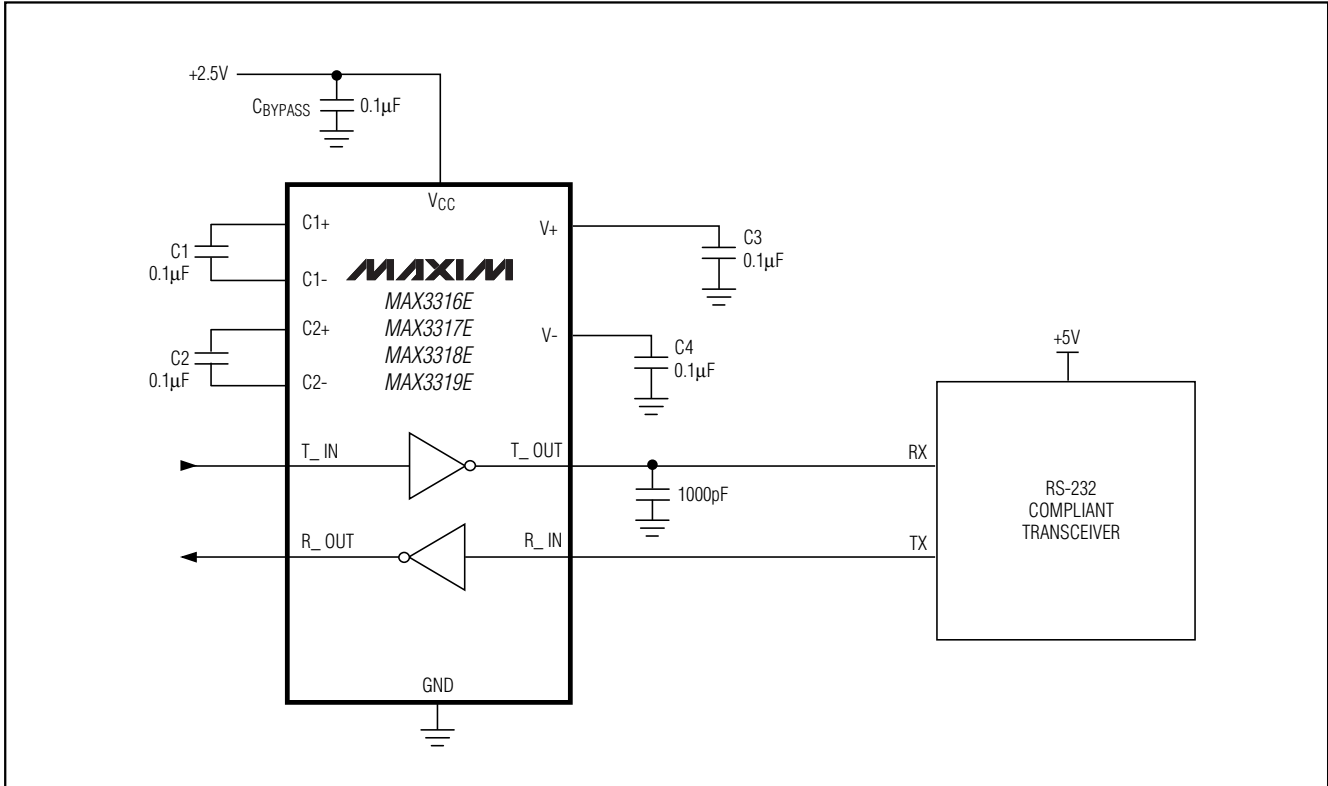 +2.5V
CBYPASS
0.1µF
VCC
C1+
C1
0.1µF
C1-
V+
C3
0.1µF
MAXIM
MAX3316E
MAX3317E
MAX3318E
MAX3319E
C2+
C2
0.1µF
C2-
V-
C4
0.1µF
+5V
T_ IN
T_ OUT
RX
1000pF
RS-232
COMPLIANT
TRANSCEIVER
R_ OUT
R_ IN
TX
GND